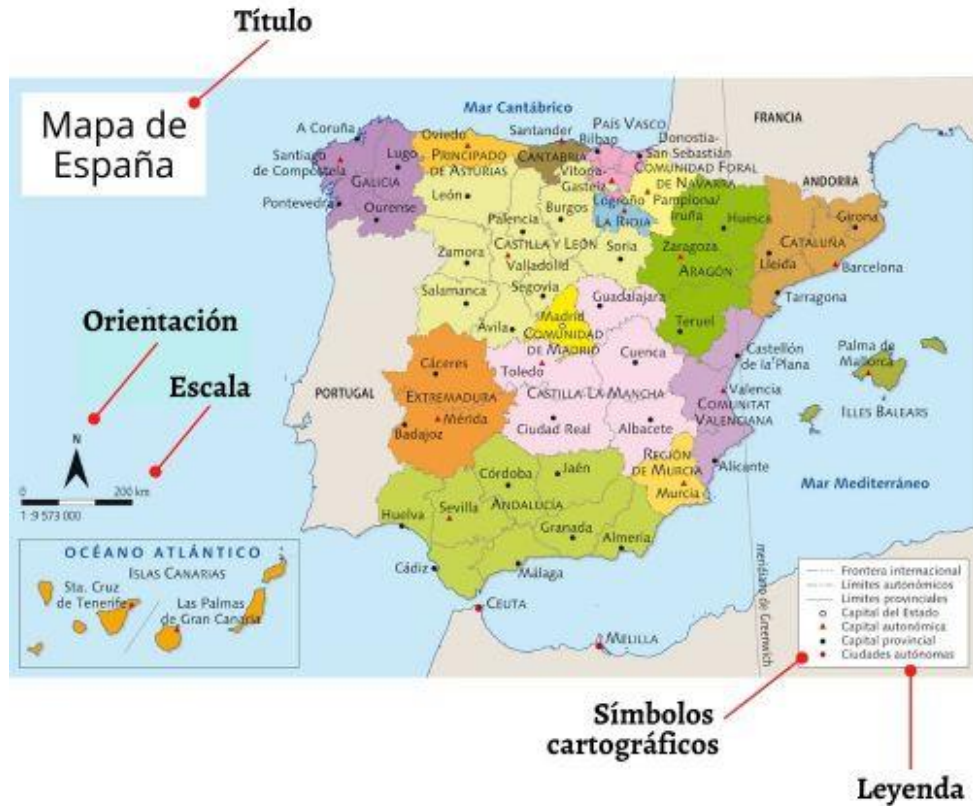 Título
Mapa de
España
Mar Cantábrico
FRANCIA
A Coruña
Oviedo
Santander
PAÍS VASCO
Bilbao
Donostia-
San Sebastián
Santiago
de Compostela
Lugo
PRINCIPADO
DE ASTURIAS
CANTABRIA
COMUNIDAD FORAL
DE NAVARRA
ANDORRA
GALICIA
León
Vitoria-
Gasteiz
Pamplona/
Iruña
Pontevedra
Ourense
Burgos
Logroño
LA RIOJA
Huesca
Girona
Palencia
CATALUÑA
Zamora
CASTILLA Y LEÓN
Valladolid
Soria
Zaragoza
ARAGÓN
Lleida
Barcelona
Salamanca
Segovia
Guadalajara
Tarragona
Ávila
Madrid
COMUNIDAD
DE MADRID
Teruel
Orientación
Cáceres
Toledo
Cuenca
Castellón
de la Plana
Palma de
Mallorca
Escala
PORTUGAL
EXTREMADURA
CASTILLA-LA MANCHA
Valencia
COMUNITAT
VALENCIANA
ILLES BALEARS
Mérida
Badajoz
Ciudad Real
Albacete
N
REGIÓN
DE MURCIA
Alicante
Mar Mediterráneo
0 200 km
1 :9 573 000
Córdoba
Jaén
Murcia
Huelva
Sevilla
ANDALUCÍA
Granada
Almería
Cádiz
Málaga
CEUTA
MELILLA
meridiano de Greenwich
OCÉANO ATLÁNTICO
ISLAS CANARIAS
Sta. Cruz
de Tenerife
Las Palmas
de Gran Canaria
Frontera internacional
Límites autonómicos
Límites provinciales
Capital del Estado
Capital autonómica
Capital provincial
Ciudades autónomas
Símbolos
cartográficos
Leyenda